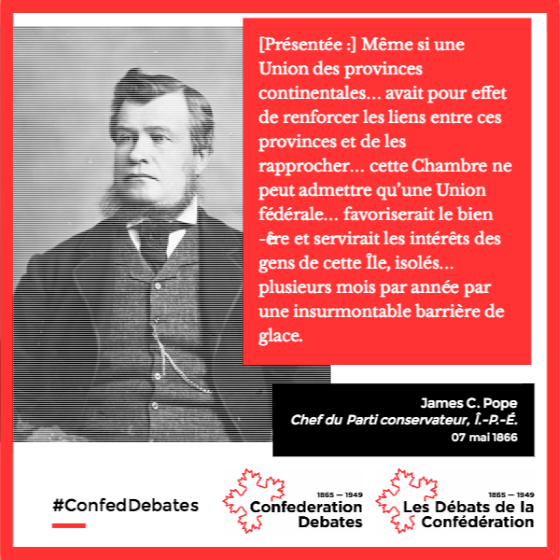 [Présentée :] Même si une
Union des provinces
continentales... avait pour effet
de renforcer les liens entre ces
provinces et de les
rapprocher... cette Chambre ne
peut admettre qu’une Union
fédérale... favoriserait le bien
et servirait les intérêts des
gens de cette Île, isolés...
plusieurs mois par année par
une insurmontable barrière de
glace.
James C. Pope
Chef du Parti conservateur, Î.-P.-É.
07 mai 1866
#ConfedDebates
1865 — 1949
Confederation
Debates
1865 — 1949
Les Débats de la
Confédération